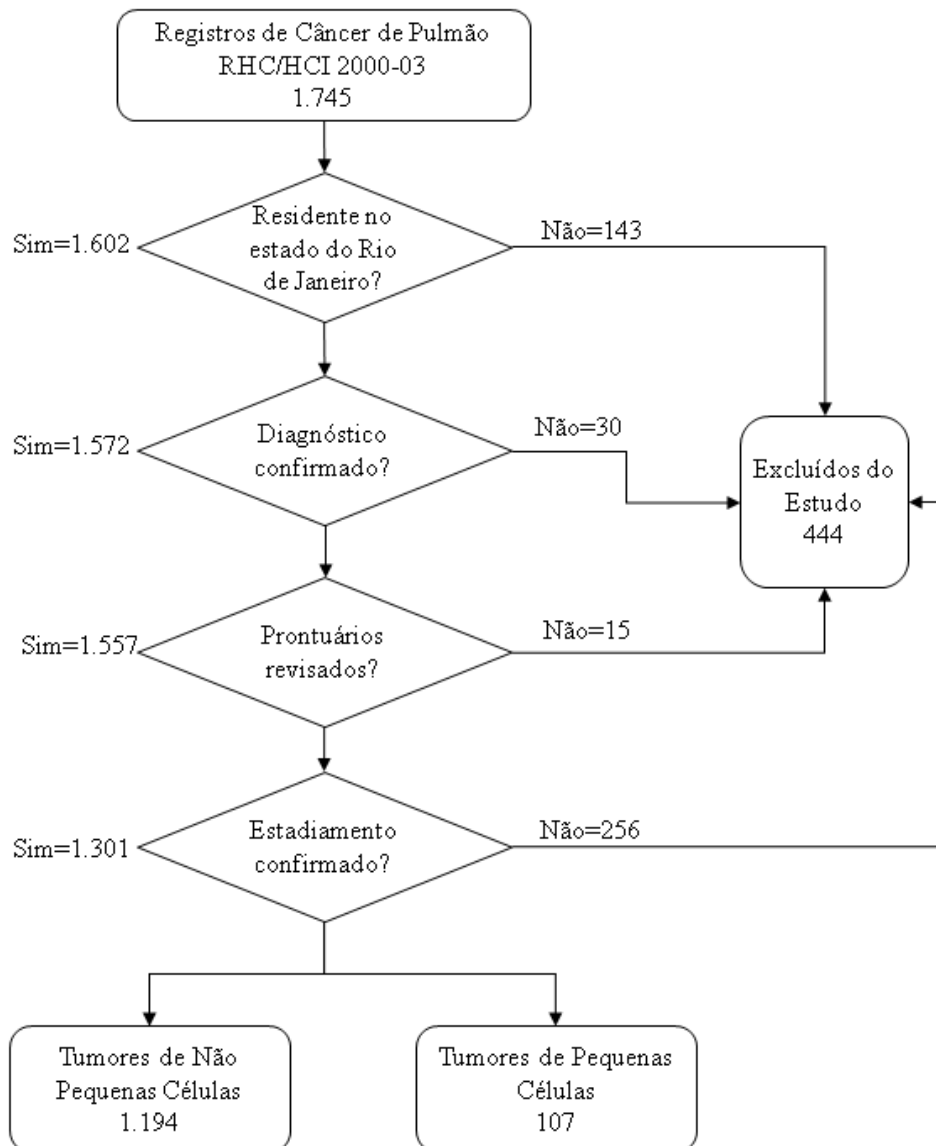 Registros de Câncer de Pulmão
RHC/HCI 2000-03
1.745
Residente no
estado do Rio
de Janeiro?
Sim=1.602
Não=143
Diagnóstico
confirmado?
Sim=1.572
Não=30
Excluídos do
Estudo
444
Prontuários
revisados?
Sim=1.557
Não=15
Estadiamento
confirmado?
Sim=1.301
Não=256
Tumores de Não
Pequenas Células
1.194
Tumores de Pequenas
Células
107